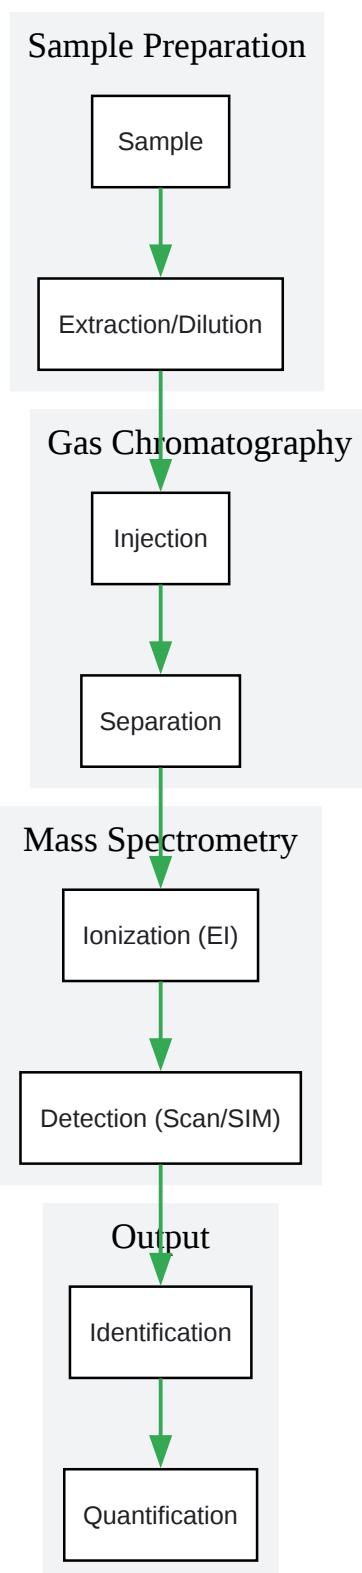 Sample Preparation
Sample
Extraction/Dilution
Gas Chromatography
Injection
Separation
Mass Spectrometry
Ionization (EI)
Detection (Scan/SIM)
Output
Identification
Quantification